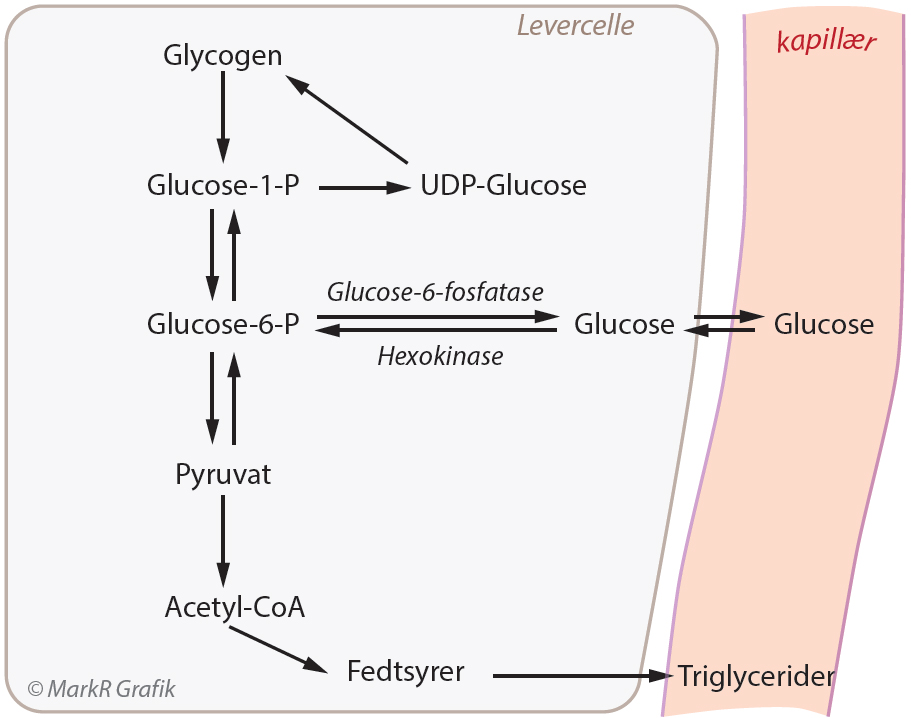 Levercelle
kapillær
Glycogen
Glucose-1-P
UDP-Glucose
Glucose-6-fosfatase
Glucose-6-P
Glucose
Glucose
Hexokinase
Pyruvat
Acetyl-CoA
Fedtsyrer
Triglycerider
© MarkR Grafik